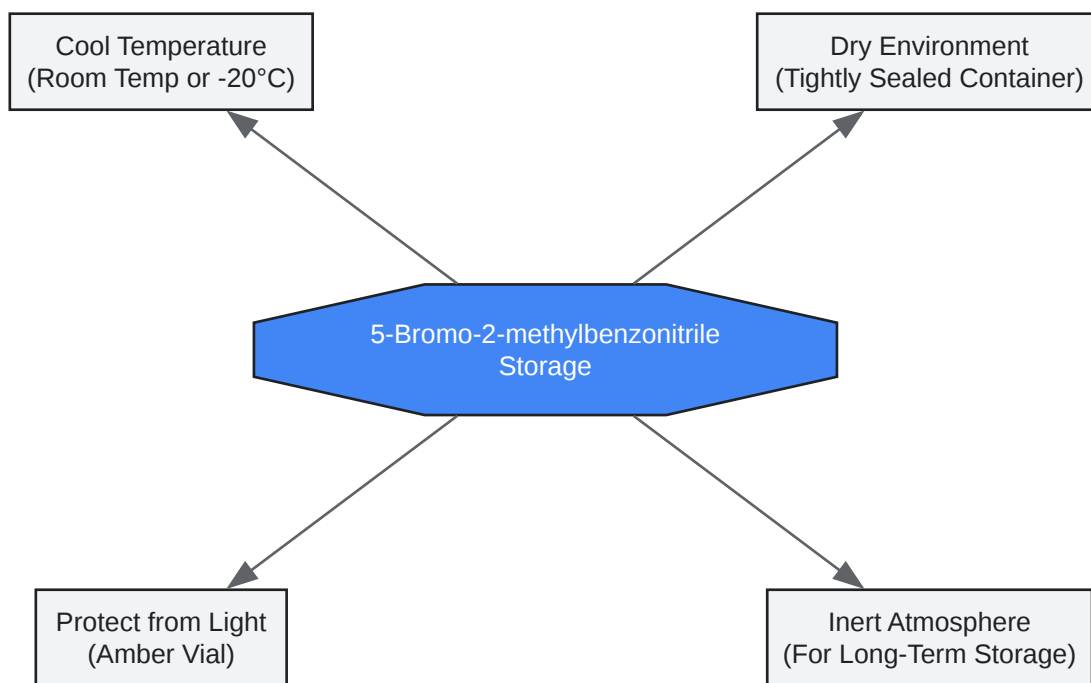 Cool Temperature
(Room Temp or -20°C)
Dry Environment
(Tightly Sealed Container)
5-Bromo-2-methylbenzonitrile
Storage
Protect from Light
(Amber Vial)
Inert Atmosphere
(For Long-Term Storage)